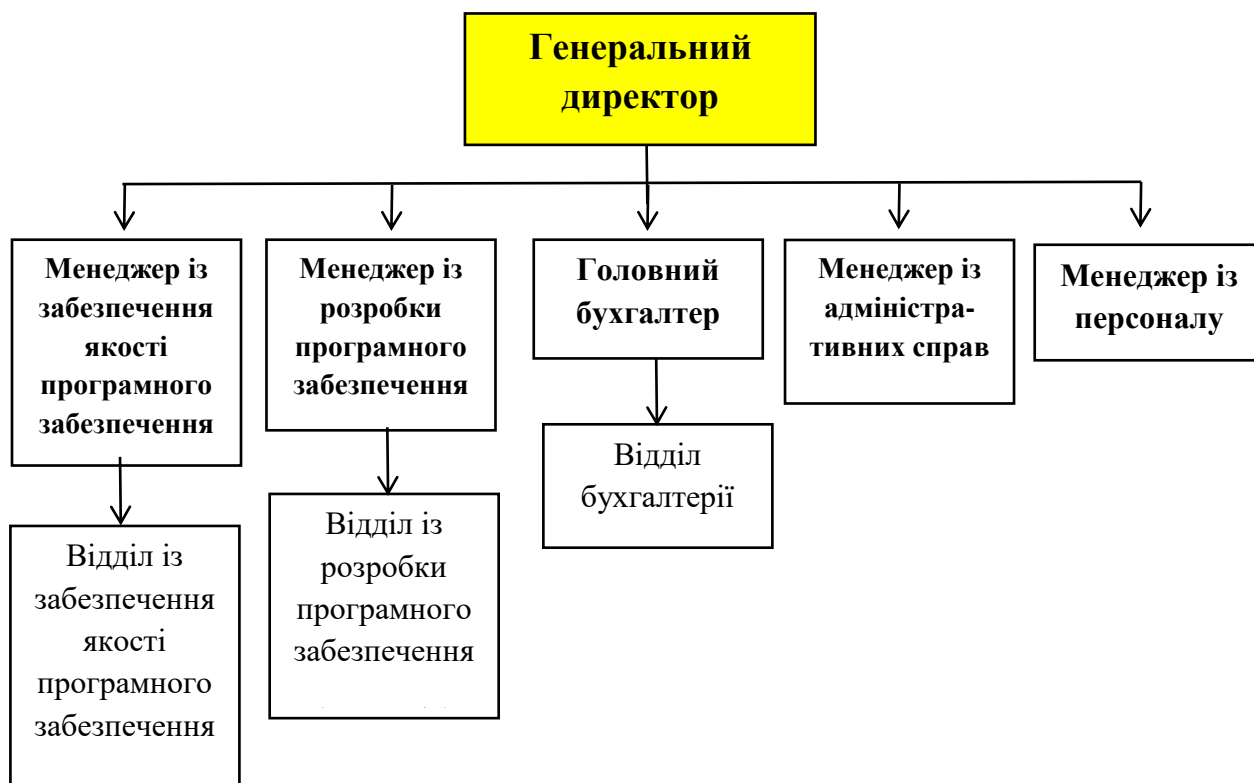 Генеральний
директор
Менеджер із
забезпечення
якості
програмного
забезпечення
Менеджер із
розробки
програмного
забезпечення
Головний
бухгалтер
Менеджер із
адміністра-
тивних справ
Менеджер із
персоналу
Відділ із
забезпечення
якості
програмного
забезпечення
Відділ із
розробки
програмного
забезпечення
Відділ
бухгалтерії